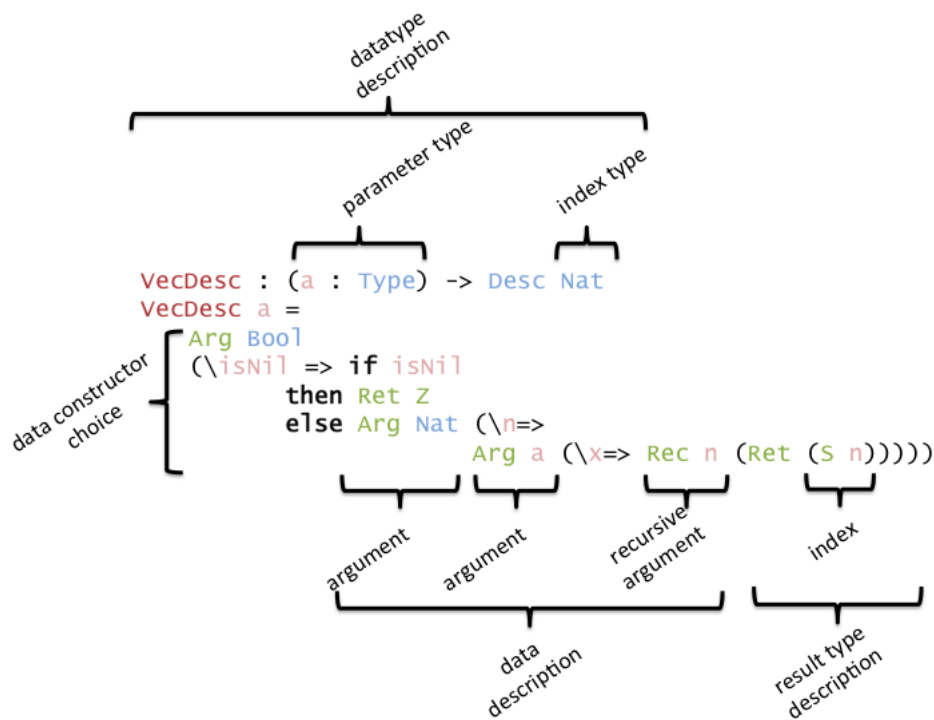 datatype
description
parameter type
index type
VecDesc : (a : Type) -> Desc Nat
VecDesc a =
Arg Bool
(\isNil => if isNil
then Ret Z
else Arg Nat (\n=>
Arg a (\x=> Rec n (Ret (S n)))))
data constructor
choice
argument
argument
recursive
argument
index
data
description
result type
description